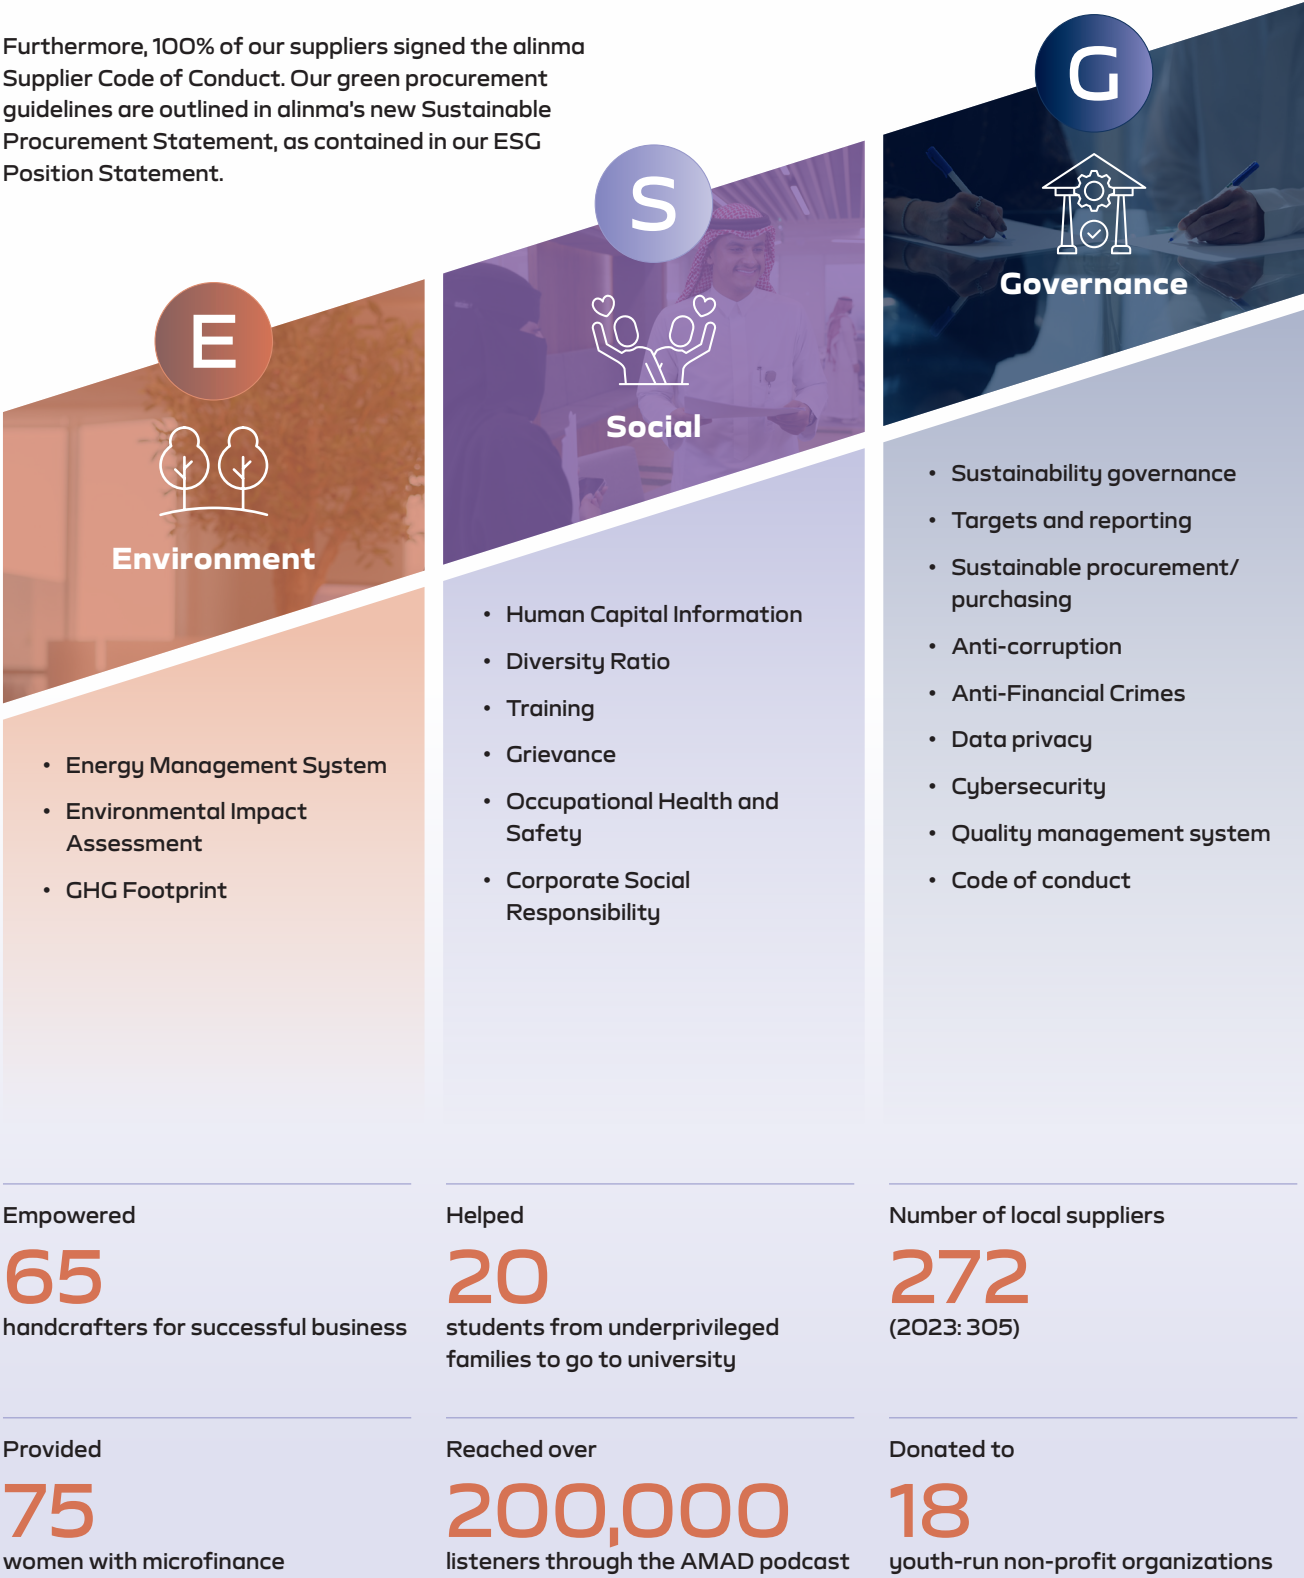 Furthermore, 100% of our suppliers signed the alinma
Supplier Code of Conduct. Our green procurement
guidelines are outlined in alinma's new Sustainable
Procurement Statement, as contained in our ESG
Position Statement.
E
Environment
• Energy Management System
• Environmental Impact
Assessment
• GHG Footprint
S
Social
• Human Capital Information
• Diversity Ratio
• Training
• Grievance
• Occupational Health and
Safety
• Corporate Social
Responsibility
G
Governance
• Sustainability governance
• Targets and reporting
• Sustainable procurement/
purchasing
• Anti-corruption
• Anti-Financial Crimes
• Data privacy
• Cybersecurity
• Quality management system
• Code of conduct
Empowered
65
handcrafters for successful business
Helped
20
students from underprivileged
families to go to university
Number of local suppliers
272
(2023: 305)
Provided
75
women with microfinance
Reached over
200,000
listeners through the AMAD podcast
Donated to
18
youth-run non-profit organizations